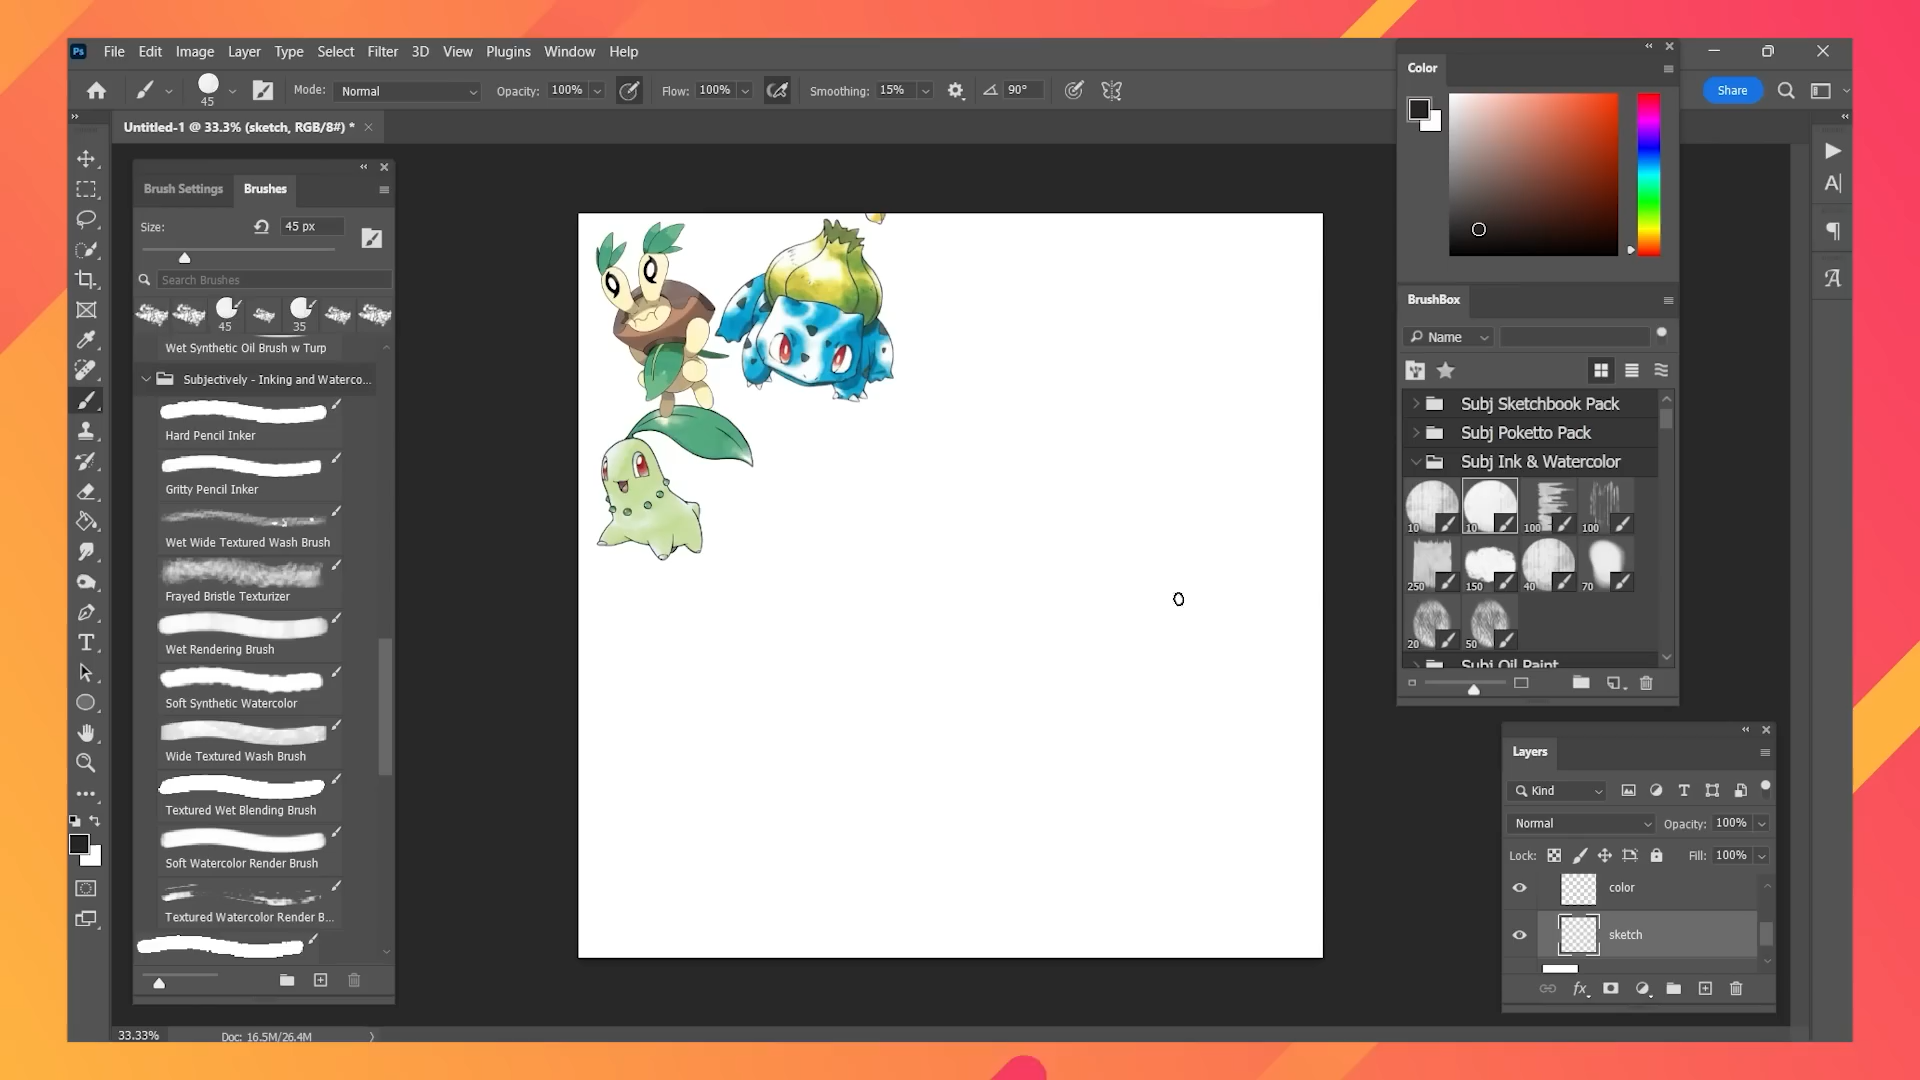 Ps File Edit Image Layer Type Select Filter 3D View Plugins Window Help
45 Mode: Normal Opacity: 100% Flow: 100% Smoothing: 15% 90° Share
Untitled-1 @ 33.3% (sketch, RGB/8#) *
Brush Settings Brushes
Size: 45 px
Search Brushes
45 35
Wet Synthetic Oil Brush w Turp
Subjectively - Inking and Waterco...
Hard Pencil Inker
Gritty Pencil Inker
Wet Wide Textured Wash Brush
Frayed Bristle Texturizer
Wet Rendering Brush
Soft Synthetic Watercolor
Wide Textured Wash Brush
Textured Wet Blending Brush
Soft Watercolor Render Brush
Textured Watercolor Render B...
33.33% Doc: 16.5M/26.4M
Color
BrushBox
Name
Subj Sketchbook Pack
Subj Poketto Pack
Subj Ink & Watercolor
10 10 100 100
250 150 40 70
20 50
Subj Oil Paint
Layers
Kind
Normal Opacity: 100%
Lock: Fill: 100%
color
sketch
fx